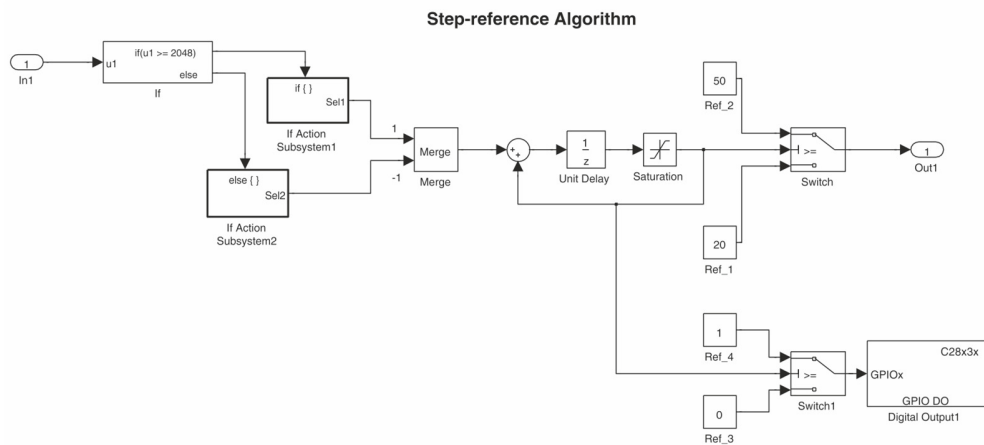 Step-reference Algorithm
1
In1
u1
if(u1 >= 2048)
else
If
if { }
Sel1
If Action
Subsystem1
else { }
Sel2
If Action
Subsystem2
1
-1
Merge
Merge
+
+
1
z
Unit Delay
Saturation
50
Ref_2
>=
Switch
1
Out1
20
Ref_1
1
Ref_4
>=
Switch1
0
Ref_3
C28x3x
GPIOx
GPIO DO
Digital Output1